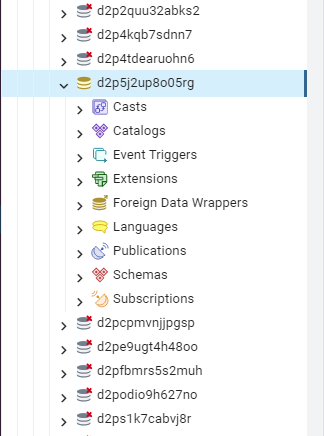 d2p2quu32abks2
d2p4kqb7sdnn7
d2p4tdearuohn6
d2p5j2up8o05rg
Casts
Catalogs
Event Triggers
Extensions
Foreign Data Wrappers
Languages
Publications
Schemas
Subscriptions
d2pcpmvnjjpgsp
d2pe9ugt4h48oo
d2pfbmrs5s2muh
d2podio9h627no
d2ps1k7cabvj8r